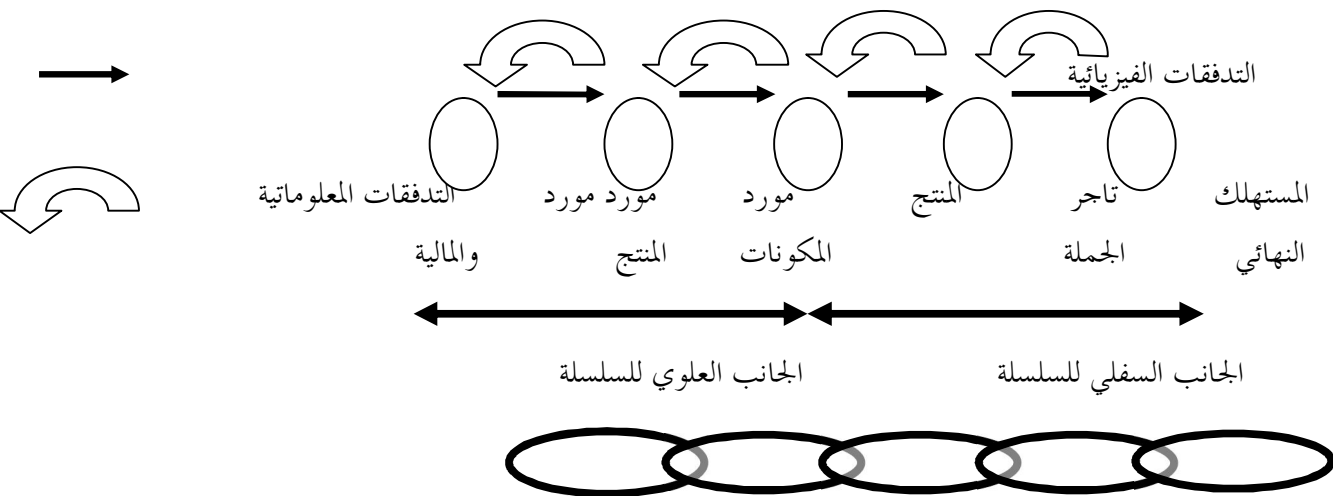 التدفقات الفيزيائية
المستهلك تاجر المنتج مورد مورد مورد التدفقات المعلوماتية
النهائي الجملة المكونات المنتج والمالية
الجانب السفلي للسلسلة الجانب العلوي للسلسلة